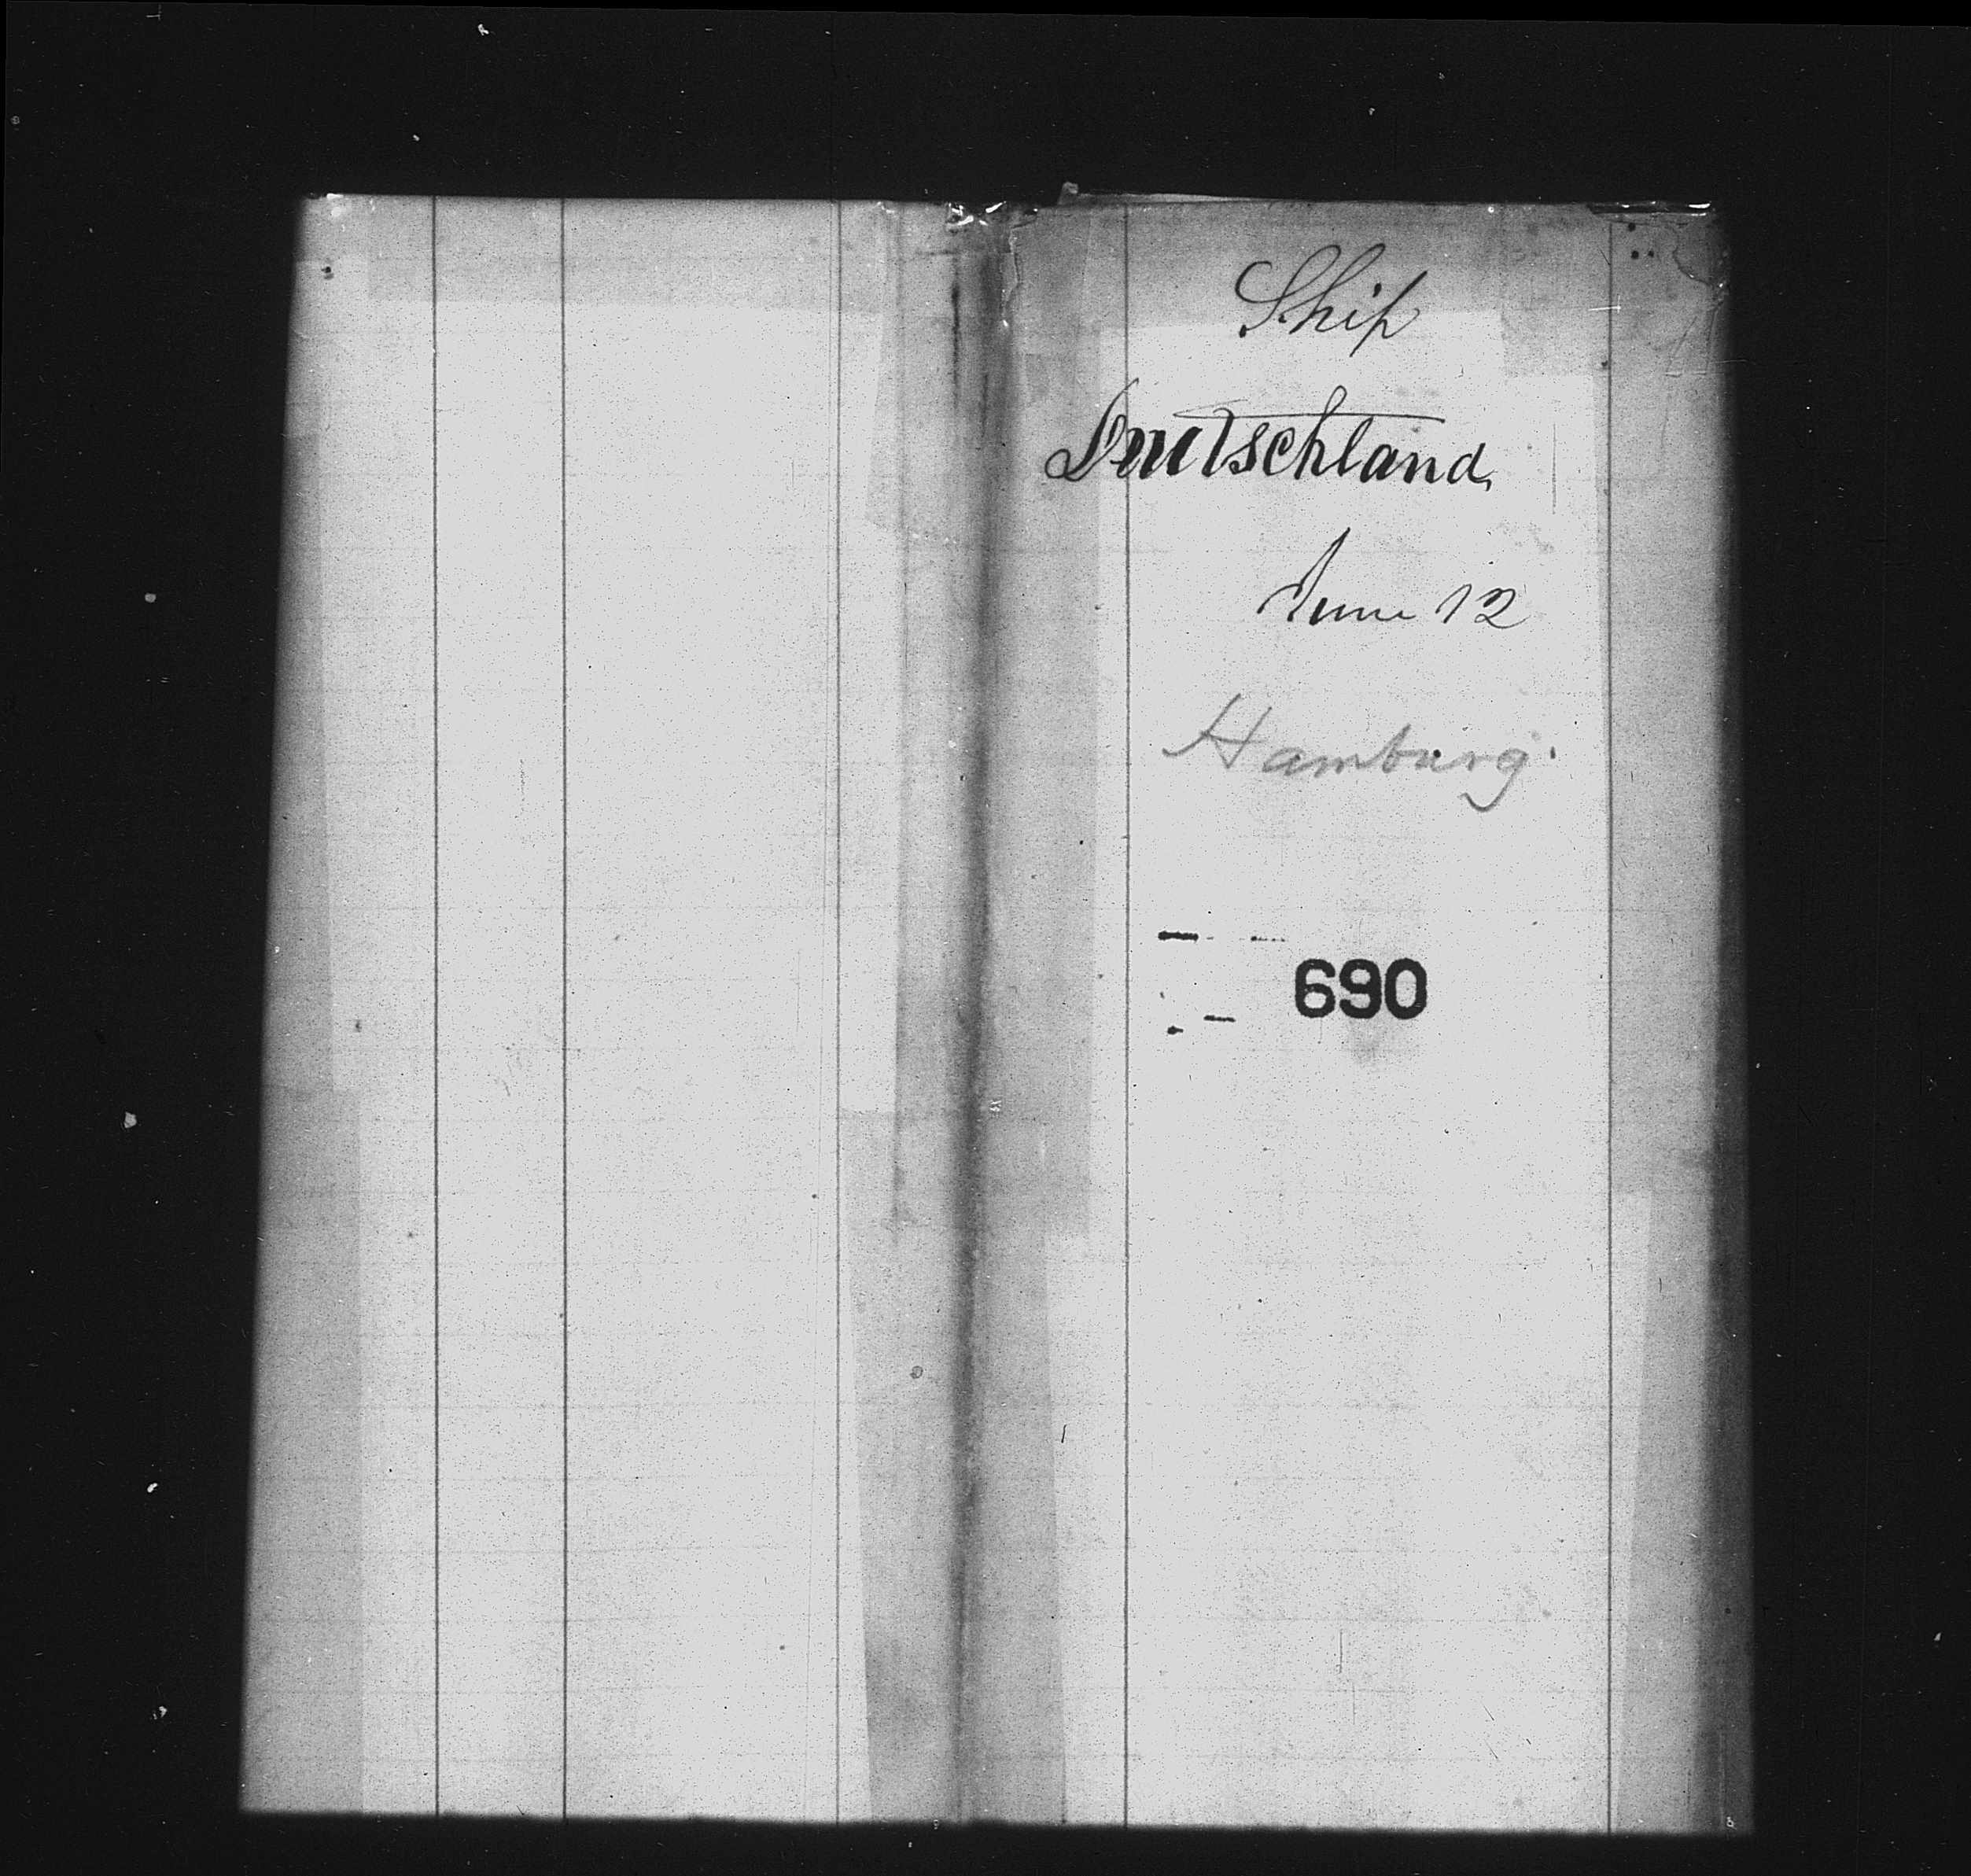 Ship
Deutschland,
June 12
Hamburg.
690